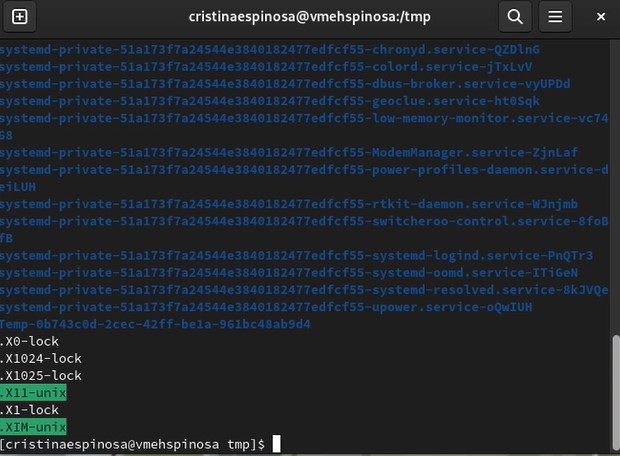 cristinaespinosa@vmehspinosa:/tmp
systemd-private-51a173f7a24544e3840182477edfcf55-chronyd.service-QZDlnG
systemd-private-51a173f7a24544e3840182477edfcf55-colord.service-jTxLvV
systemd-private-51a173f7a24544e3840182477edfcf55-dbus-broker.service-vyUPDd
systemd-private-51a173f7a24544e3840182477edfcf55-geoclue.service-ht0Sqk
systemd-private-51a173f7a24544e3840182477edfcf55-low-memory-monitor.service-vc74
68
systemd-private-51a173f7a24544e3840182477edfcf55-ModemManager.service-ZjnLaf
systemd-private-51a173f7a24544e3840182477edfcf55-power-profiles-daemon.service-d
eiLUH
systemd-private-51a173f7a24544e3840182477edfcf55-rtkit-daemon.service-WJnjmb
systemd-private-51a173f7a24544e3840182477edfcf55-switcheroo-control.service-8foB
fB
systemd-private-51a173f7a24544e3840182477edfcf55-systemd-logind.service-PnQTr3
systemd-private-51a173f7a24544e3840182477edfcf55-systemd-oomd.service-ITiGeN
systemd-private-51a173f7a24544e3840182477edfcf55-systemd-resolved.service-8kJVQe
systemd-private-51a173f7a24544e3840182477edfcf55-upower.service-oQwIUH
Temp-0b743c0d-2cec-42ff-be1a-961bc48ab9d4
.X0-lock
.X1024-lock
.X1025-lock
.X11-unix
.X1-lock
.XIM-unix
[cristinaespinosa@vmehspinosa tmp]$